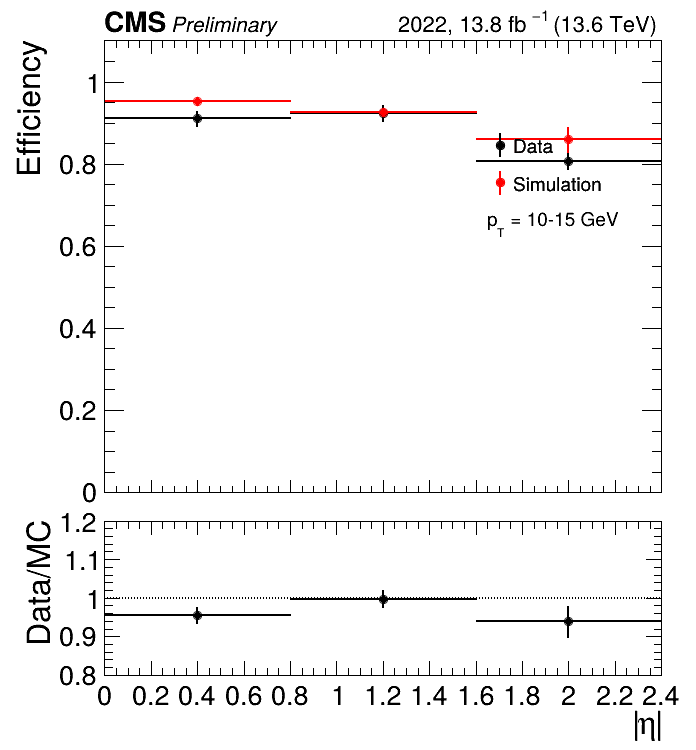 CMS Preliminary 2022, 13.8 fb⁻¹ (13.6 TeV)
Efficiency
1
0.8
0.6
0.4
0.2
0
Data
Simulation
p_T = 10-15 GeV
Data/MC
1.2
1.1
1
0.9
0.8
0 0.2 0.4 0.6 0.8 1 1.2 1.4 1.6 1.8 2 2.2 2.4
|η|